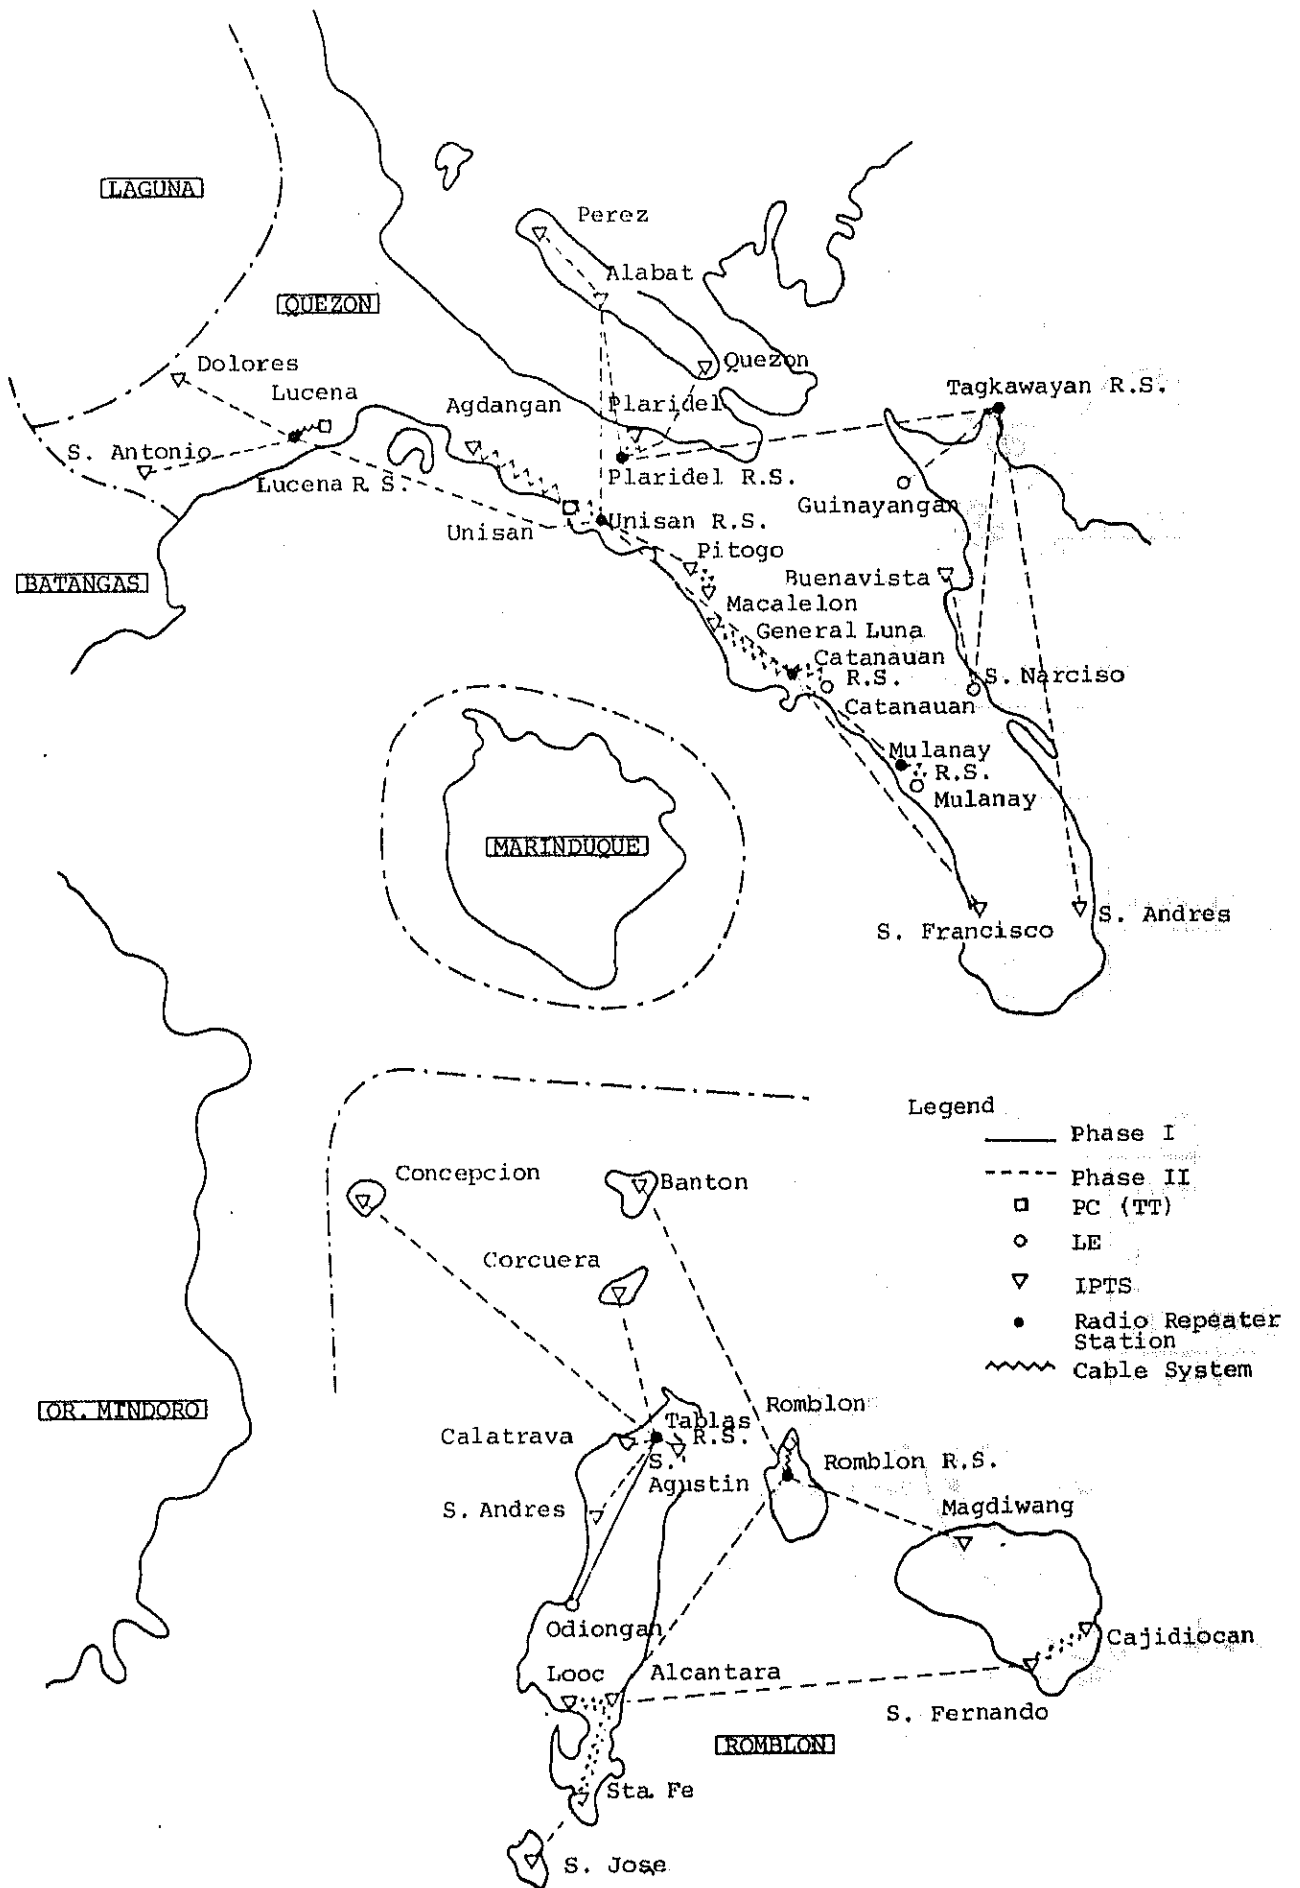 LAGUNA
Perez
Alabat
QUEZON
Dolores
Quezon
Lucena
Tagkawayan R.S.
Agdangan
Plaridel
S. Antonio
Lucena R.S.
Plaridel R.S.
Guinayangan
Unisan
Unisan R.S.
Pitogo
BATANGAS
Buenavista
Macalelon
General Luna
Catanauan
R.S.
S. Narciso
Catanauan
Mulanay
R.S.
Mulanay
MARINDUQUE
S. Francisco
S. Andres
Legend
Phase I
Phase II
PC (TT)
LE
IPTS
Radio Repeater
Station
Cable System
Concepcion
Banton
Corcuera
OR. MINDORO
Romblon
Tablas
R.S.
Calatrava
S.
Agustin
Romblon R.S.
S. Andres
Magdiwang
Odiongan
Cajidiocan
Looc
Alcantara
S. Fernando
ROMBLON
Sta. Fe
S. Jose